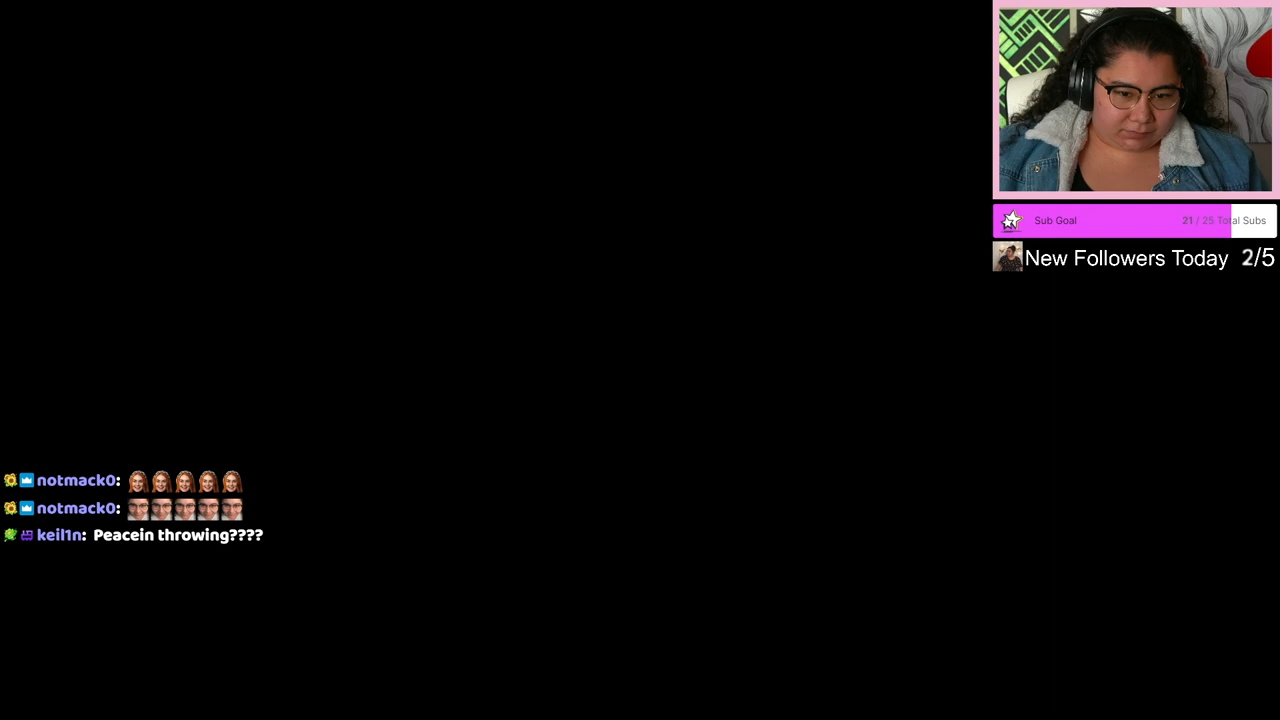 Sub Goal 21 / 25 Total Subs
New Followers Today 2/5
notmack0:
notmack0:
keil1n: Peacein throwing????